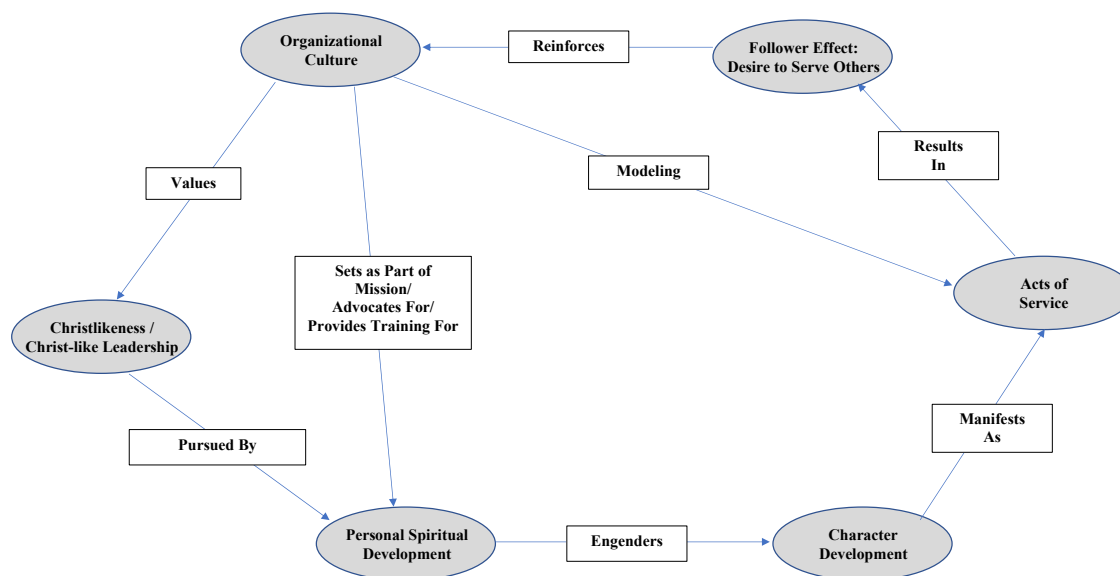 Organizational
Culture
Reinforces
Follower Effect:
Desire to Serve Others
Results
In
Values
Modeling
Sets as Part of
Mission/
Advocates For/
Provides Training For
Acts of
Service
Christlikeness /
Christ-like Leadership
Manifests
As
Pursued By
Personal Spiritual
Development
Engenders
Character
Development